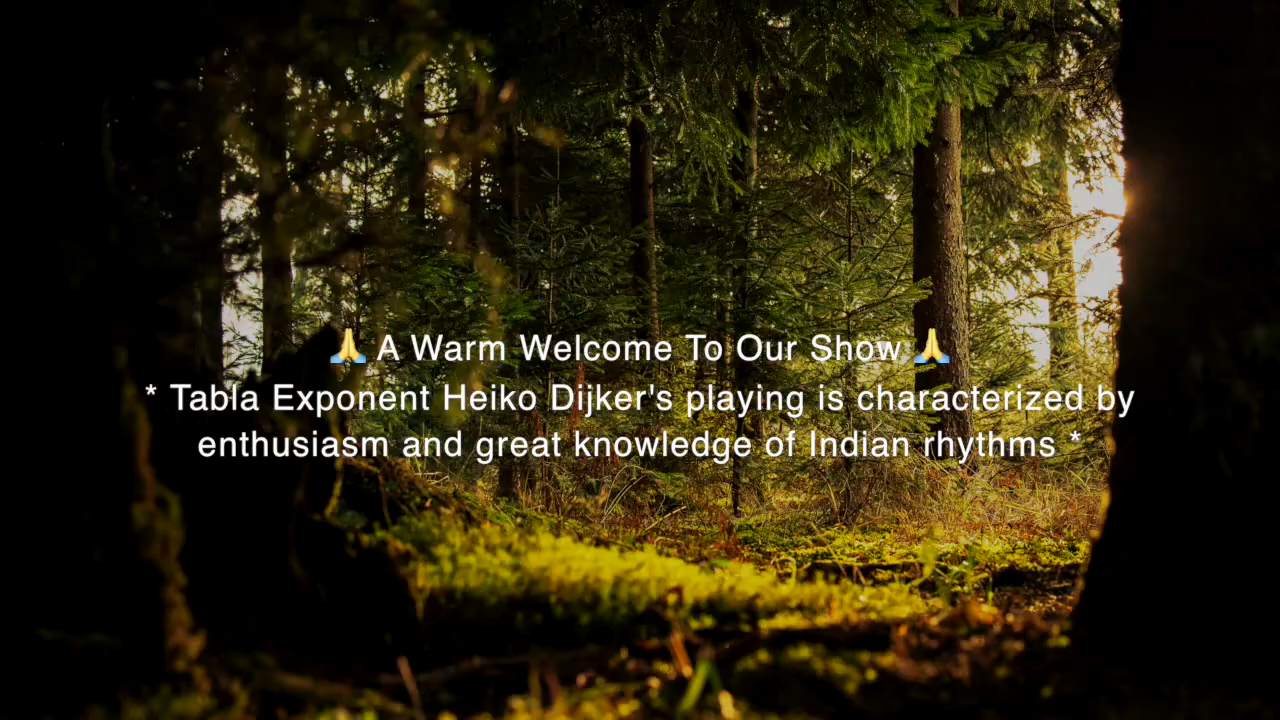 🙏 A Warm Welcome To Our Show 🙏
* Tabla Exponent Heiko Dijker's playing is characterized by
enthusiasm and great knowledge of Indian rhythms *